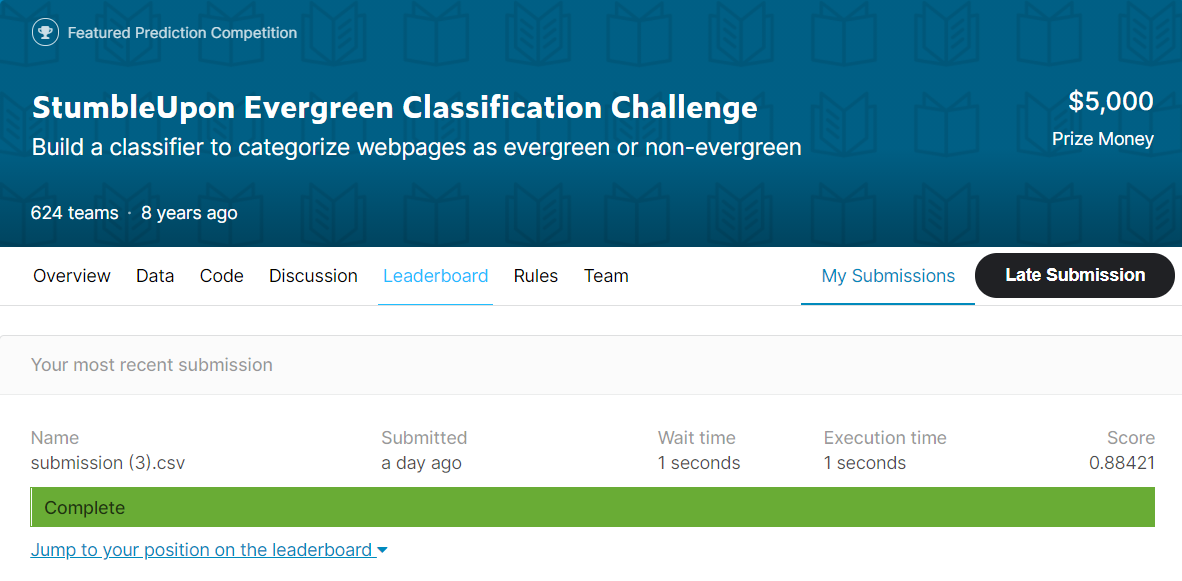 Featured Prediction Competition
StumbleUpon Evergreen Classification Challenge
$5,000
Build a classifier to categorize webpages as evergreen or non-evergreen
Prize Money
624 teams · 8 years ago
Overview Data Code Discussion Leaderboard Rules Team My Submissions Late Submission
Your most recent submission
Name Submitted Wait time Execution time Score
submission (3).csv a day ago 1 seconds 1 seconds 0.88421
Complete
Jump to your position on the leaderboard